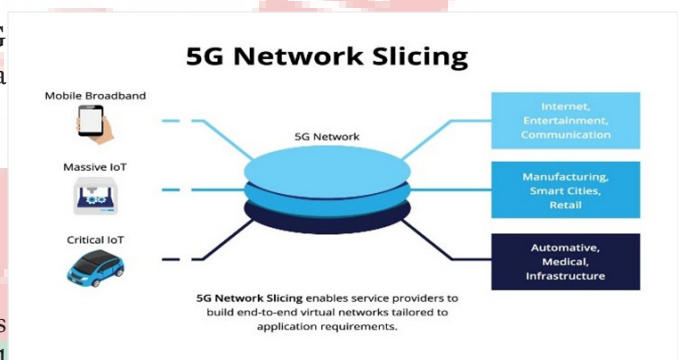 G
a
5G Network Slicing
Mobile Broadband
5G Network
Internet,
Entertainment,
Communication
Massive IoT
Manufacturing,
Smart Cities,
Retail
Critical IoT
Automative,
Medical,
Infrastructure
5G Network Slicing enables service providers to
build end-to-end virtual networks tailored to
application requirements.
s